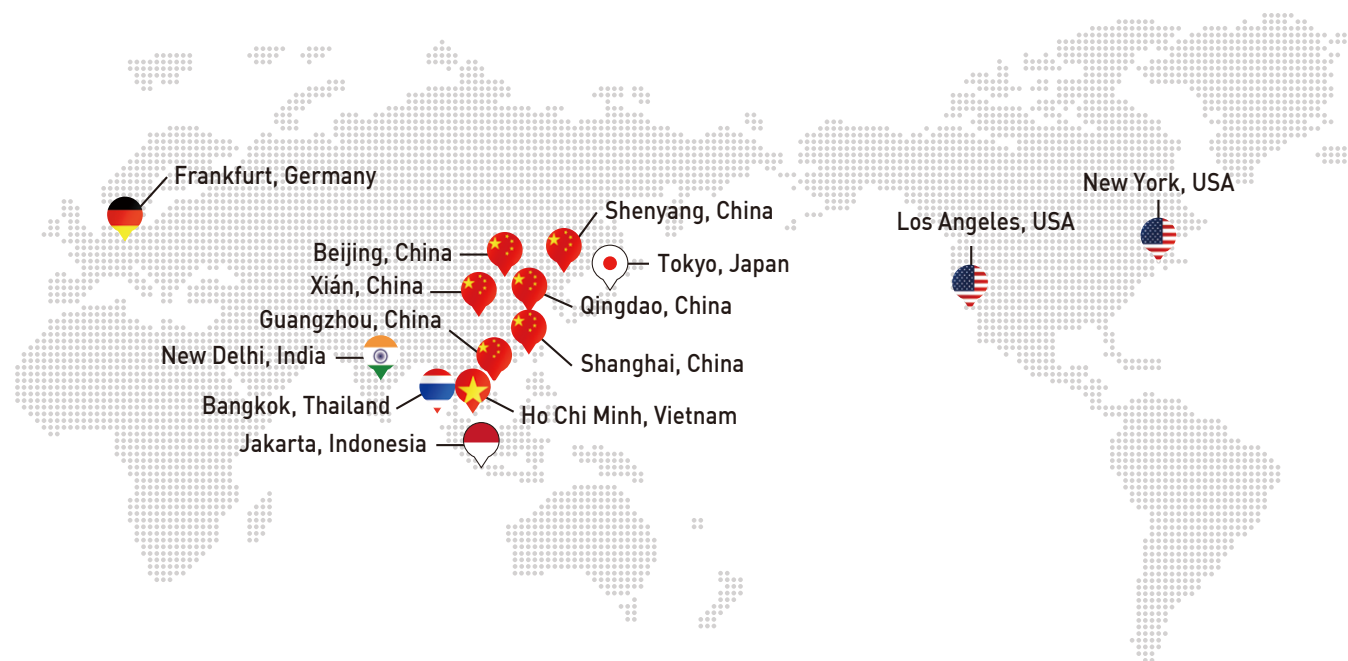 Frankfurt, Germany
New York, USA
Shenyang, China
Los Angeles, USA
Beijing, China
Tokyo, Japan
Xián, China
Qingdao, China
Guangzhou, China
New Delhi, India
Shanghai, China
Bangkok, Thailand
Ho Chi Minh, Vietnam
Jakarta, Indonesia